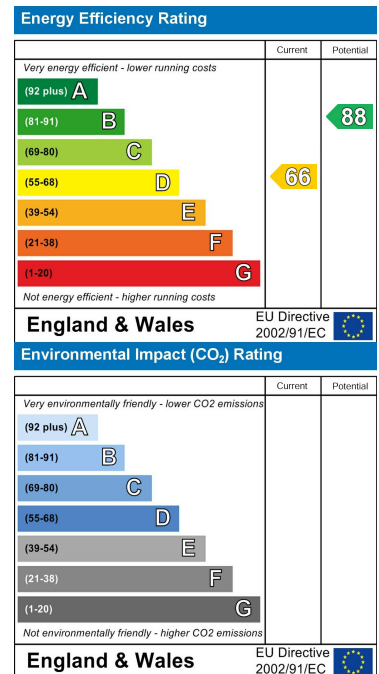 Energy Efficiency Rating
Current Potential
Very energy efficient - lower running costs
(92 plus) A
(81-91) B
88
(69-80) C
(55-68) D
66
(39-54) E
(21-38) F
(1-20) G
Not energy efficient - higher running costs
England & Wales
EU Directive
2002/91/EC
Environmental Impact (CO₂) Rating
Current Potential
Very environmentally friendly - lower CO2 emissions
(92 plus) A
(81-91) B
(69-80) C
(55-68) D
(39-54) E
(21-38) F
(1-20) G
Not environmentally friendly - higher CO2 emissions
England & Wales
EU Directive
2002/91/EC